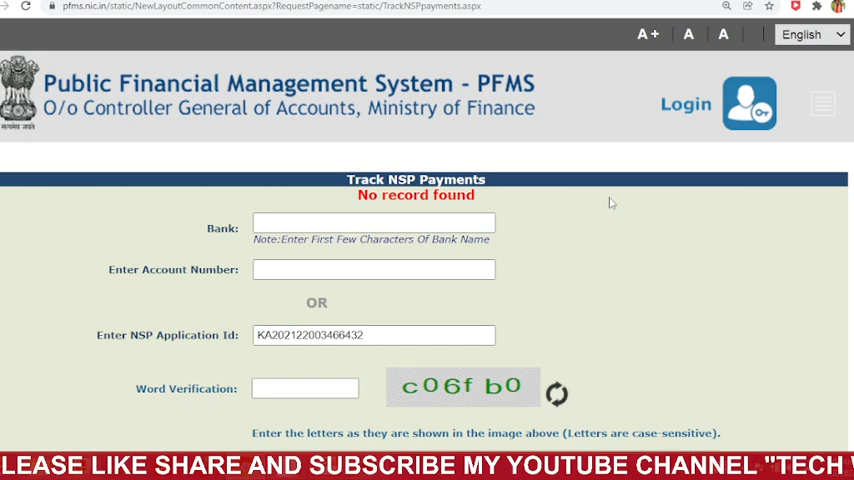 pfms.nic.in/static/NewLayoutCommonContent.aspx?RequestPagename=static/TrackNSPpayments.aspx
A+ A A English
Public Financial Management System - PFMS
O/o Controller General of Accounts, Ministry of Finance
Login
Track NSP Payments
No record found
Bank:
Note:Enter First Few Characters Of Bank Name
Enter Account Number:
OR
Enter NSP Application Id: KA202122003466432
Word Verification: c06f b0
Enter the letters as they are shown in the image above (Letters are case-sensitive).
LEASE LIKE SHARE AND SUBSCRIBE MY YOUTUBE CHANNEL "TECH